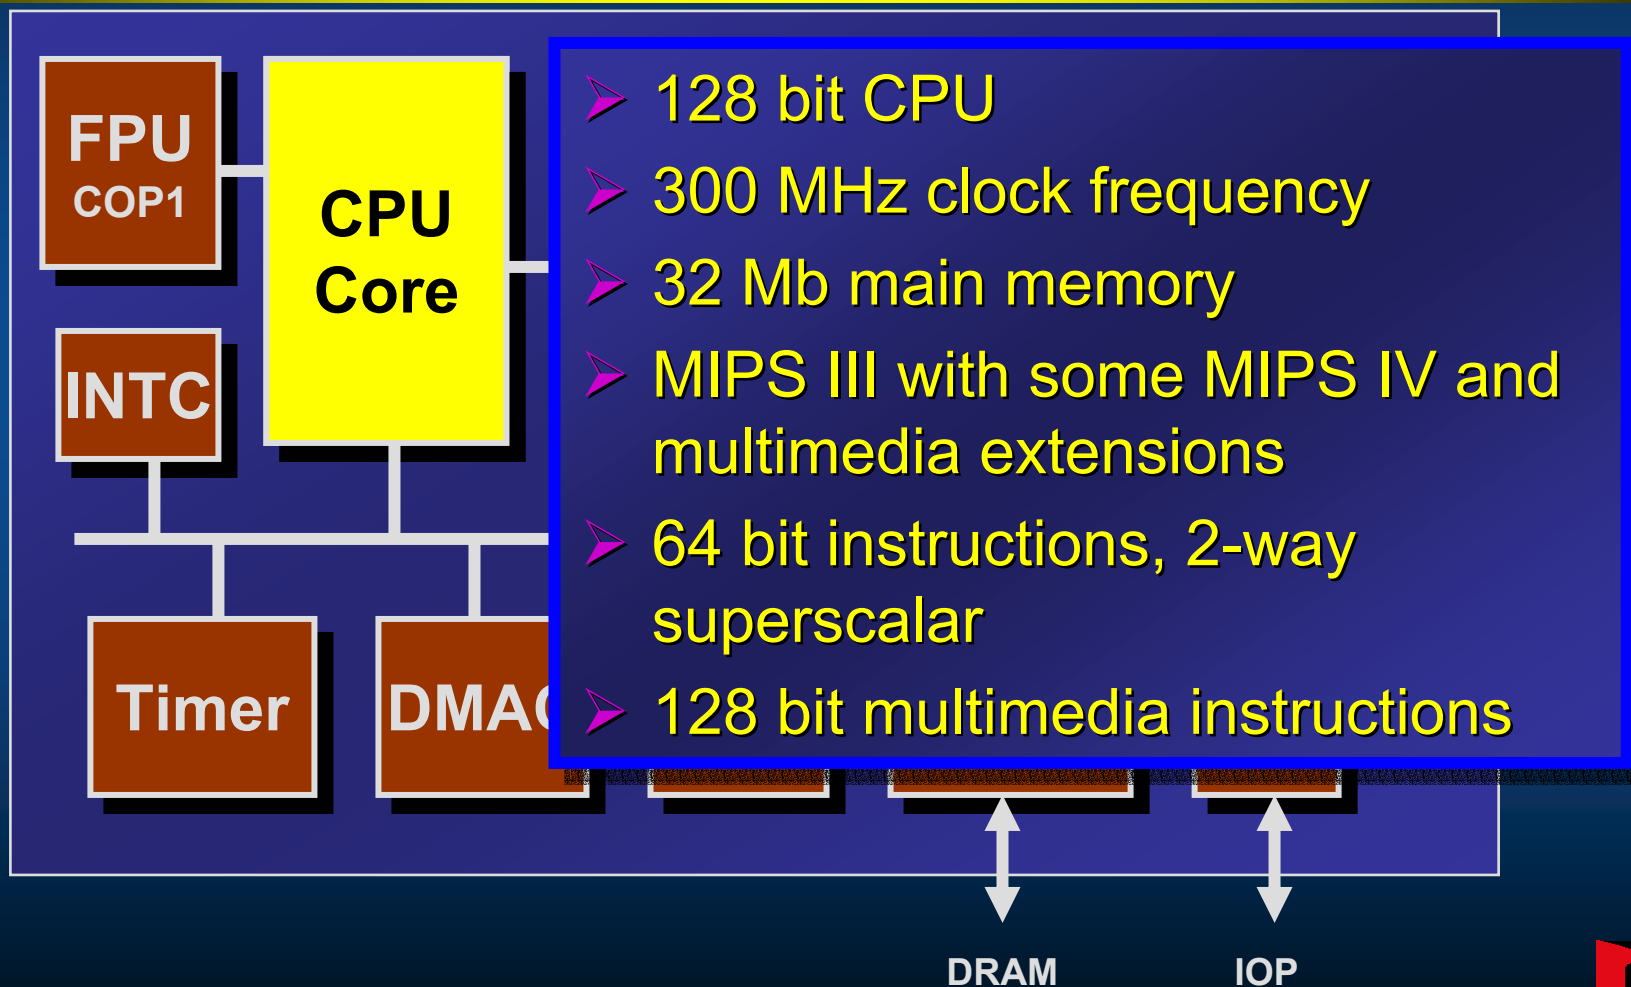 FPU
COP1
CPU
Core
INTC
Timer
128 bit CPU
300 MHz clock frequency
32 Mb main memory
MIPS III with some MIPS IV and
multimedia extensions
64 bit instructions, 2-way
superscalar
128 bit multimedia instructions
DRAM
IOP